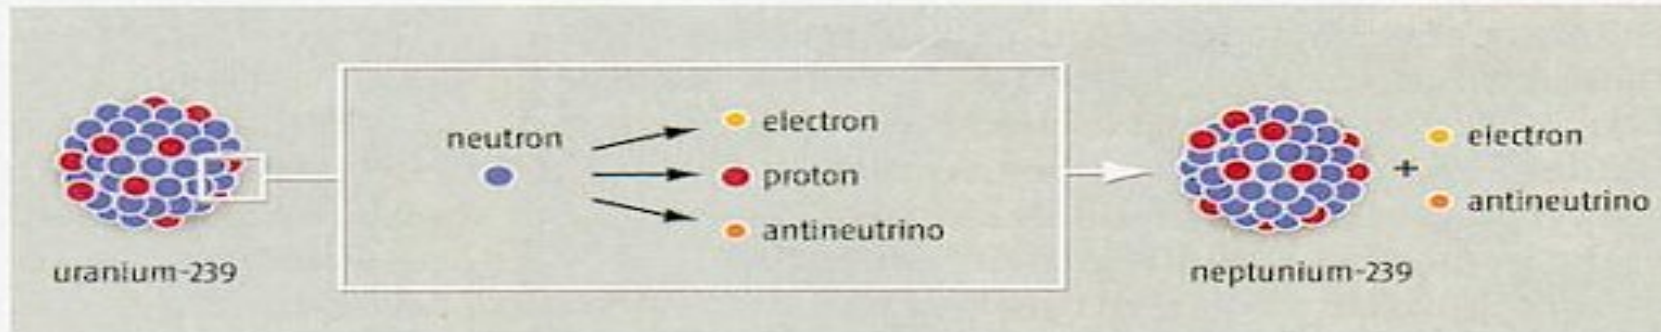 uranium-239
neutron
electron
proton
antineutrino
neptunium-239
+
electron
antineutrino